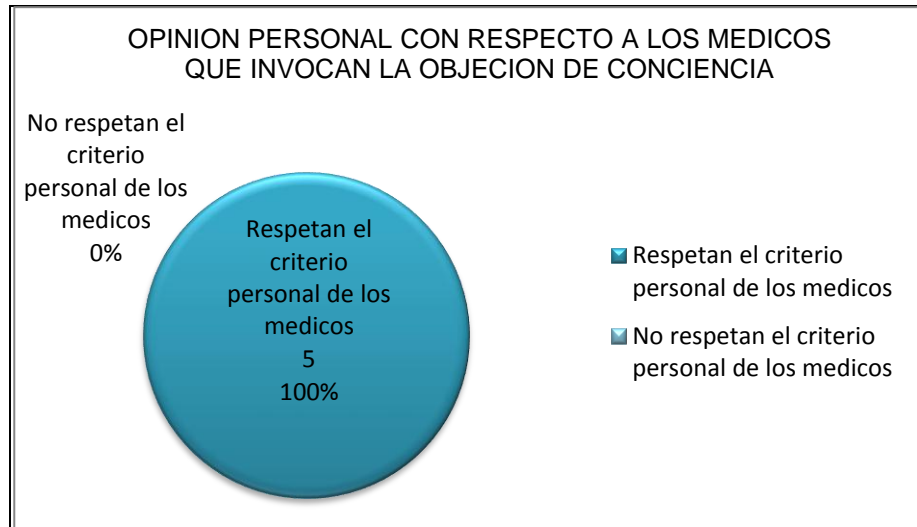 OPINION PERSONAL CON RESPECTO A LOS MEDICOS
QUE INVOCAN LA OBJECION DE CONCIENCIA
No respetan el
criterio
personal de los
medicos
0%
Respetan el
criterio
personal de los
medicos
5
100%
Respetan el criterio
personal de los medicos
No respetan el criterio
personal de los medicos